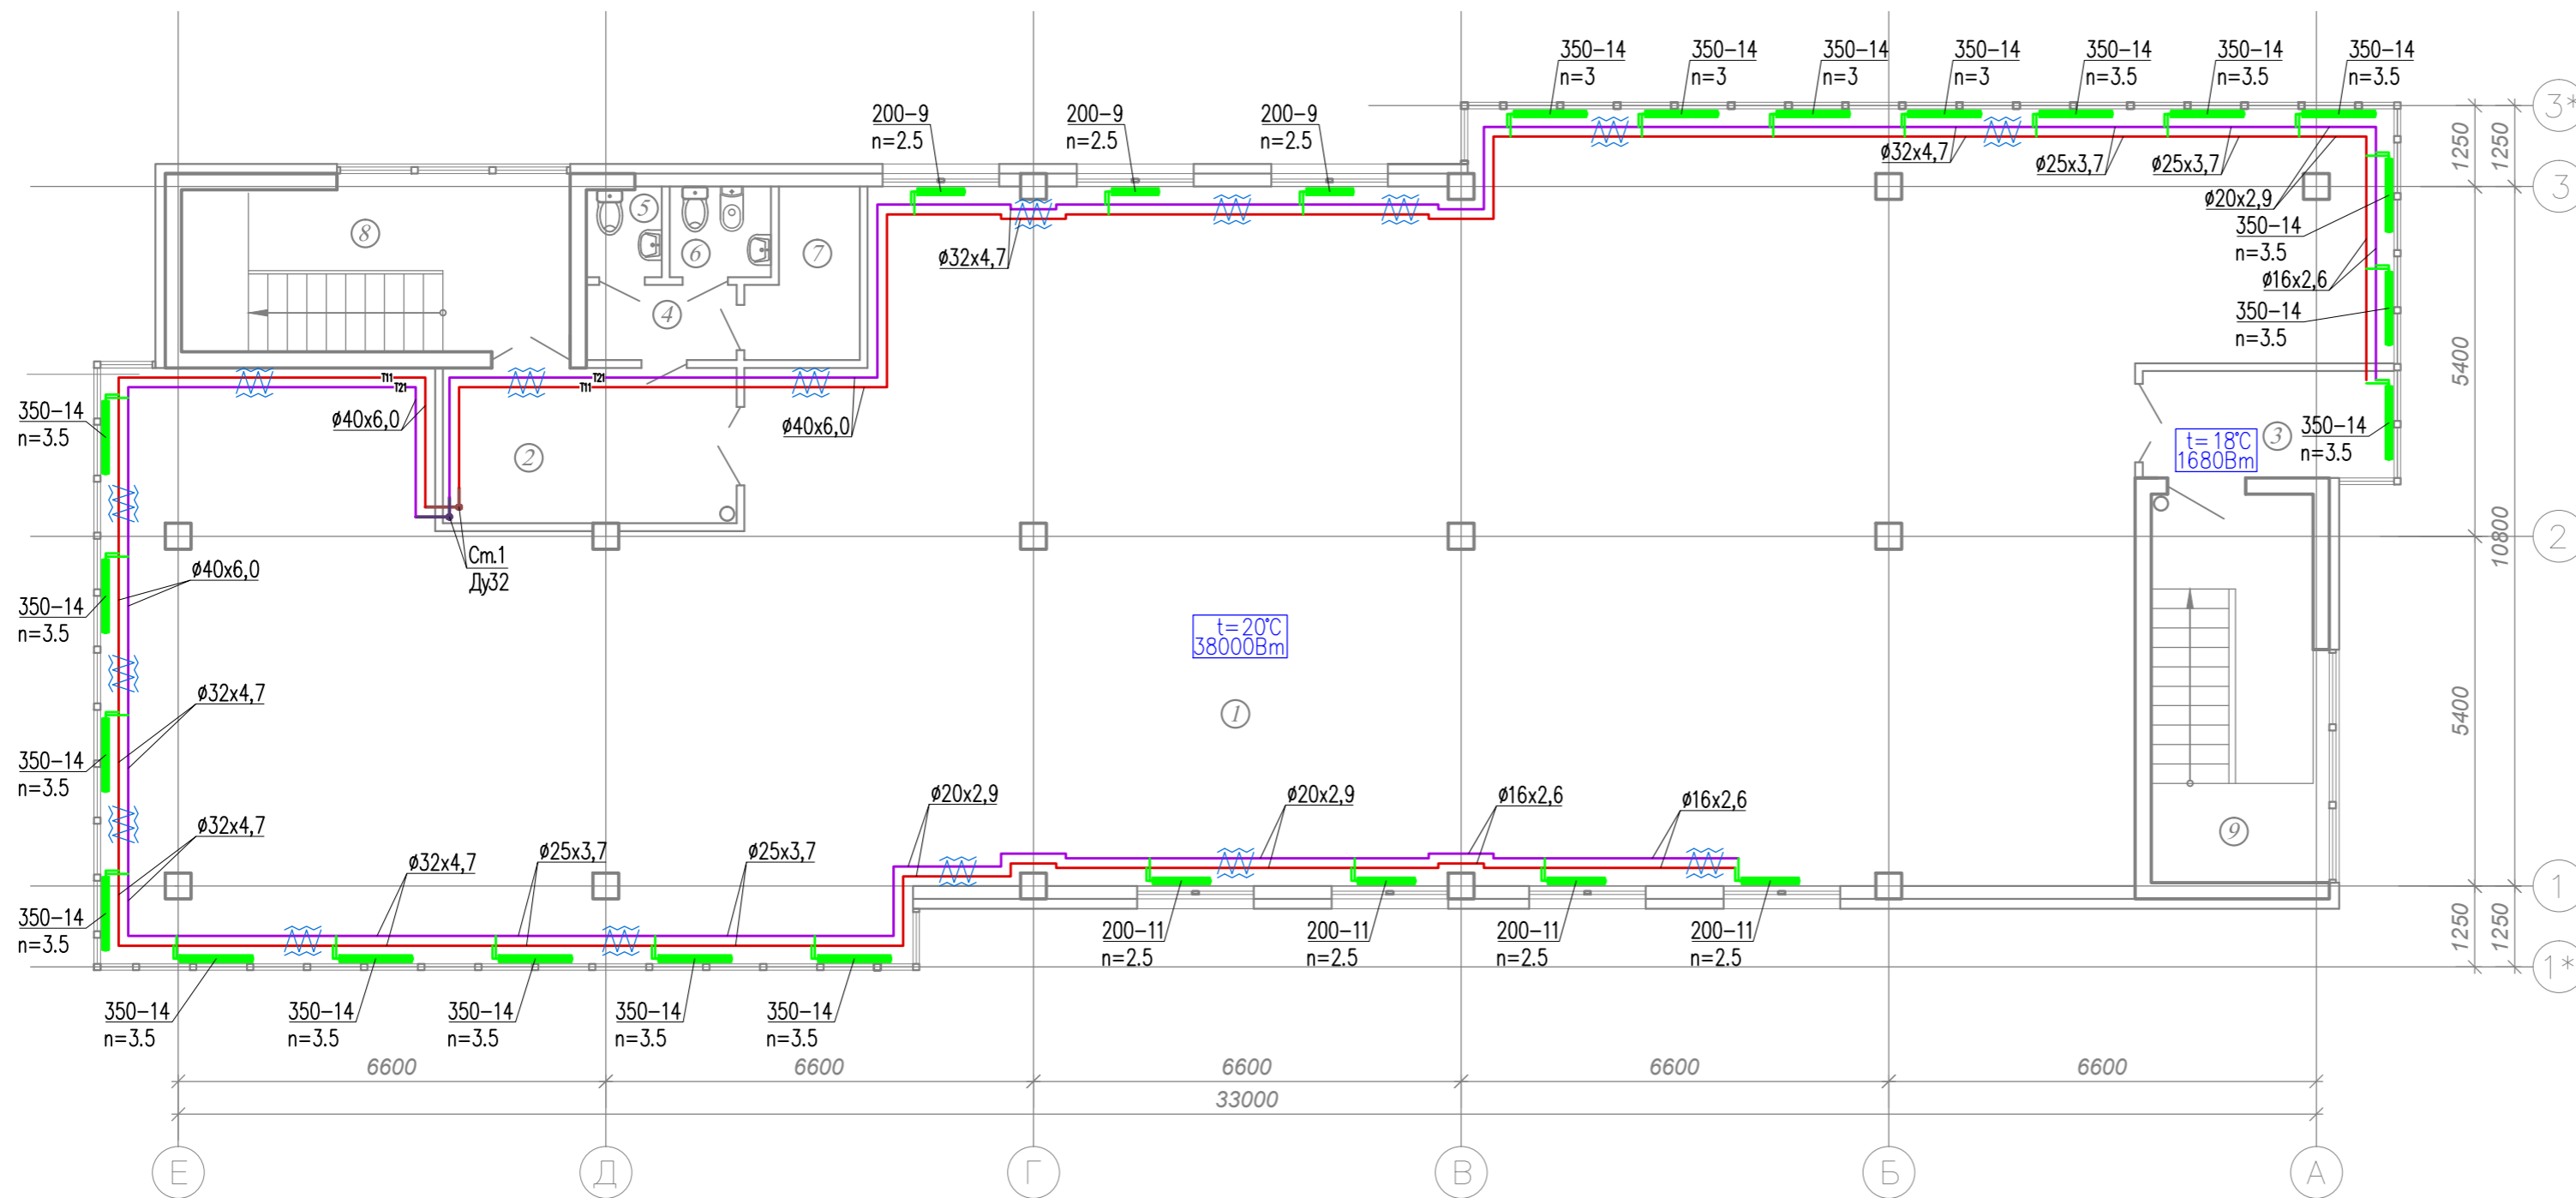 350-14
n=3
350-14
n=3
350-14
n=3
350-14
n=3
350-14
n=3.5
350-14
n=3.5
350-14
n=3.5
3*
200-9
n=2.5
200-9
n=2.5
200-9
n=2.5
1250
1250
ø32x4,7
ø25x3,7
ø25x3,7
3
ø20x2,9
5
8
6
7
350-14
n=3.5
ø32x4,7
ø16x2,6
4
350-14
n=3.5
5400
T11
T21
T21
T11
350-14
n=3.5
ø40x6,0
ø40x6,0
350-14
n=3.5
t=18°C
1680Вт
3
2
10800
2
Ст.1
Ду32
ø40x6,0
350-14
n=3.5
t=20°C
38000Вт
ø32x4,7
1
5400
350-14
n=3.5
ø20x2,9
ø20x2,9
ø16x2,6
ø16x2,6
ø32x4,7
9
ø32x4,7
ø25x3,7
ø25x3,7
1
350-14
n=3.5
200-11
n=2.5
200-11
n=2.5
200-11
n=2.5
200-11
n=2.5
1250
1250
1*
350-14
n=3.5
350-14
n=3.5
350-14
n=3.5
350-14
n=3.5
350-14
n=3.5
6600
6600
6600
6600
6600
33000
Е
Д
Г
В
Б
А